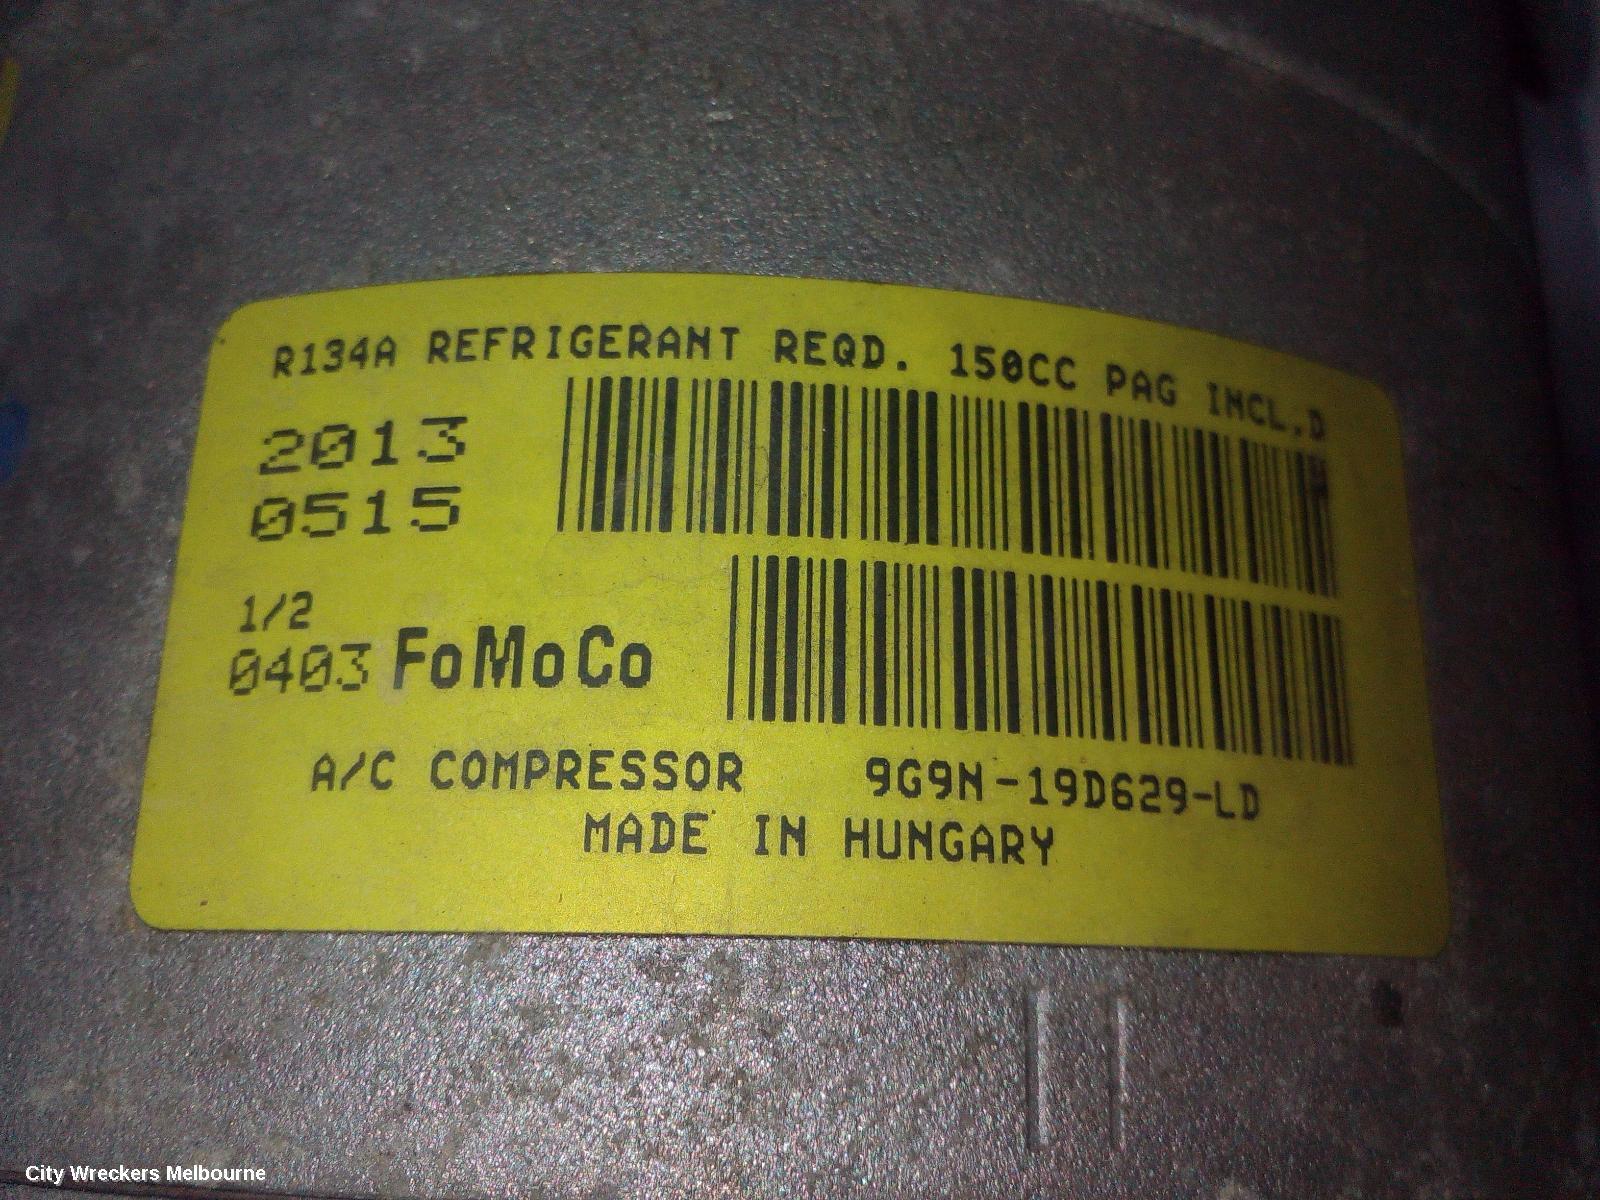 R134A REFRIGERANT REQD. 150CC PAG INCL.D
2013
0515
1/2
0403 FoMoCo
A/C COMPRESSOR 9G9N-19D629-LD
MADE IN HUNGARY
City Wreckers Melbourne